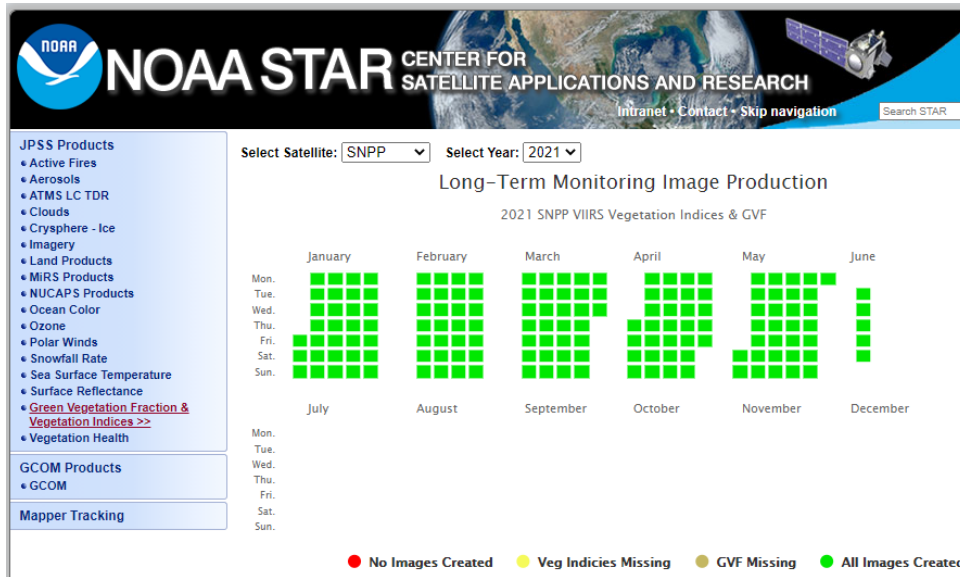 NOAA
NOAA STAR CENTER FOR
SATELLITE APPLICATIONS AND RESEARCH
Intranet • Contact • Skip navigation
Search STAR
JPSS Products
Active Fires
Aerosols
ATMS LC TDR
Clouds
Crysphere - Ice
Imagery
Land Products
MiRS Products
NUCAPS Products
Ocean Color
Ozone
Polar Winds
Snowfall Rate
Sea Surface Temperature
Surface Reflectance
Green Vegetation Fraction &
Vegetation Indices >>
Vegetation Health
GCOM Products
GCOM
Mapper Tracking
Select Satellite: SNPP Select Year: 2021
Long-Term Monitoring Image Production
2021 SNPP VIIRS Vegetation Indices & GVF
January February March April May June
Mon.
Tue.
Wed.
Thu.
Fri.
Sat.
Sun.
July August September October November December
Mon.
Tue.
Wed.
Thu.
Fri.
Sat.
Sun.
No Images Created Veg Indicies Missing GVF Missing All Images Created